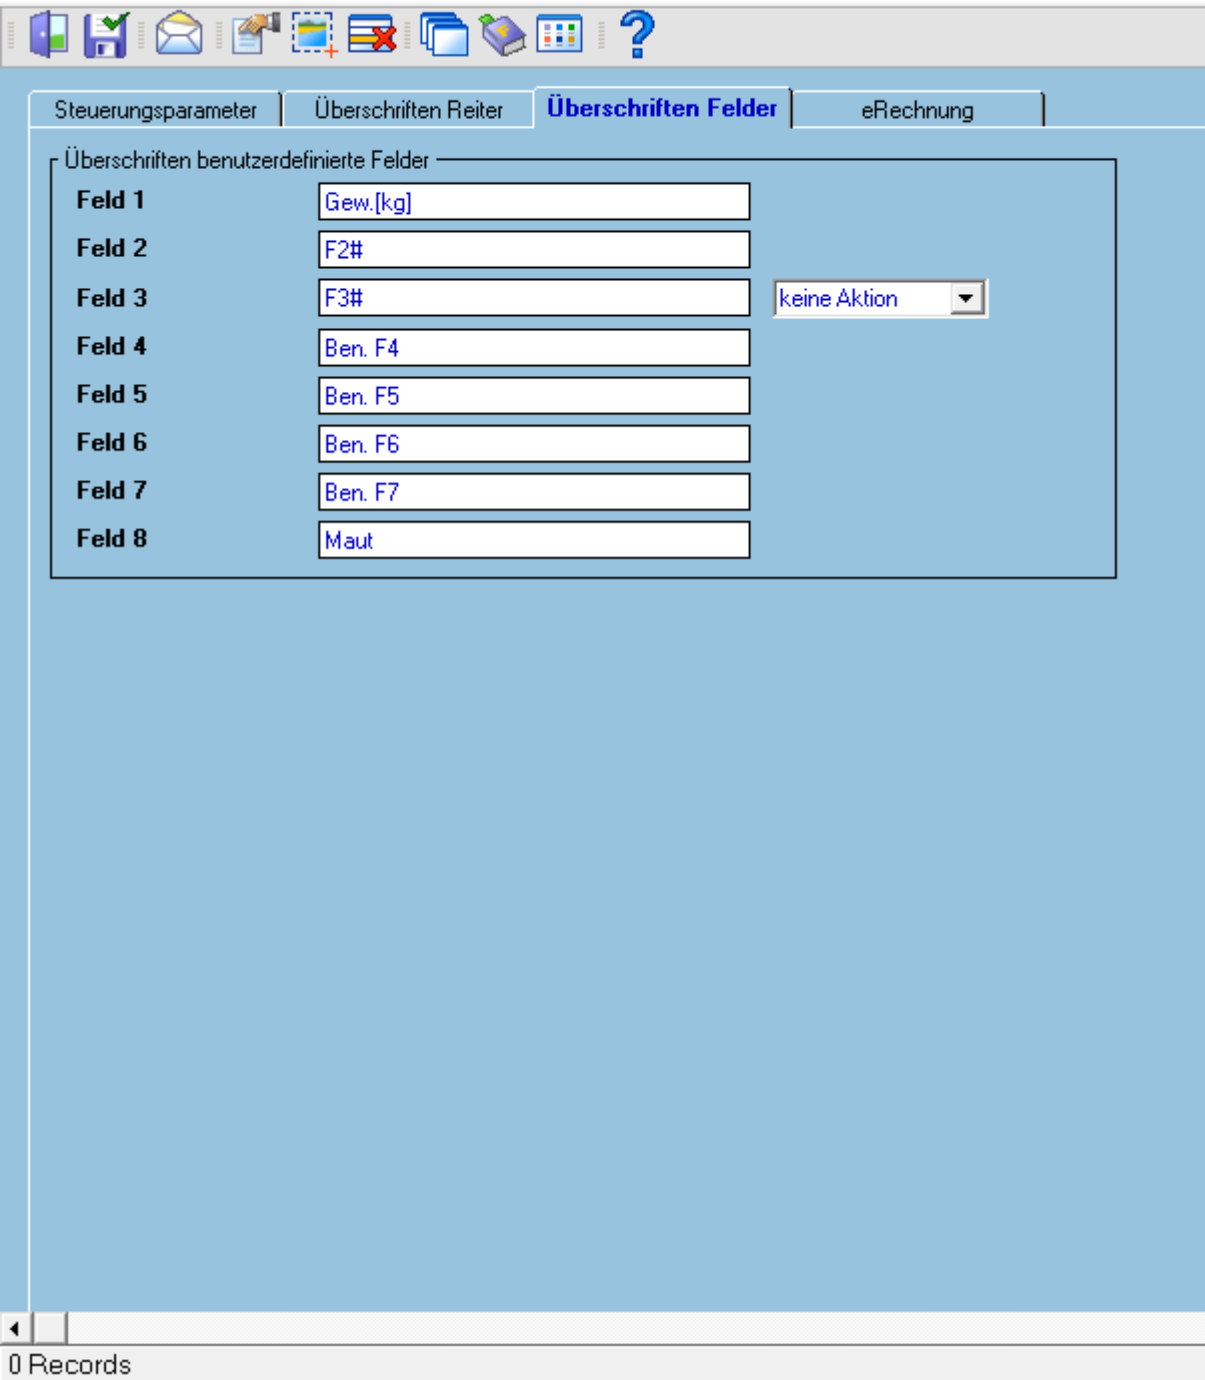 Steuerungsparameter Überschriften Reiter Überschriften Felder eRechnung
Überschriften benutzerdefinierte Felder
Feld 1 Gew.[kg]
Feld 2 F2#
Feld 3 F3# keine Aktion
Feld 4 Ben. F4
Feld 5 Ben. F5
Feld 6 Ben. F6
Feld 7 Ben. F7
Feld 8 Maut
0 Records